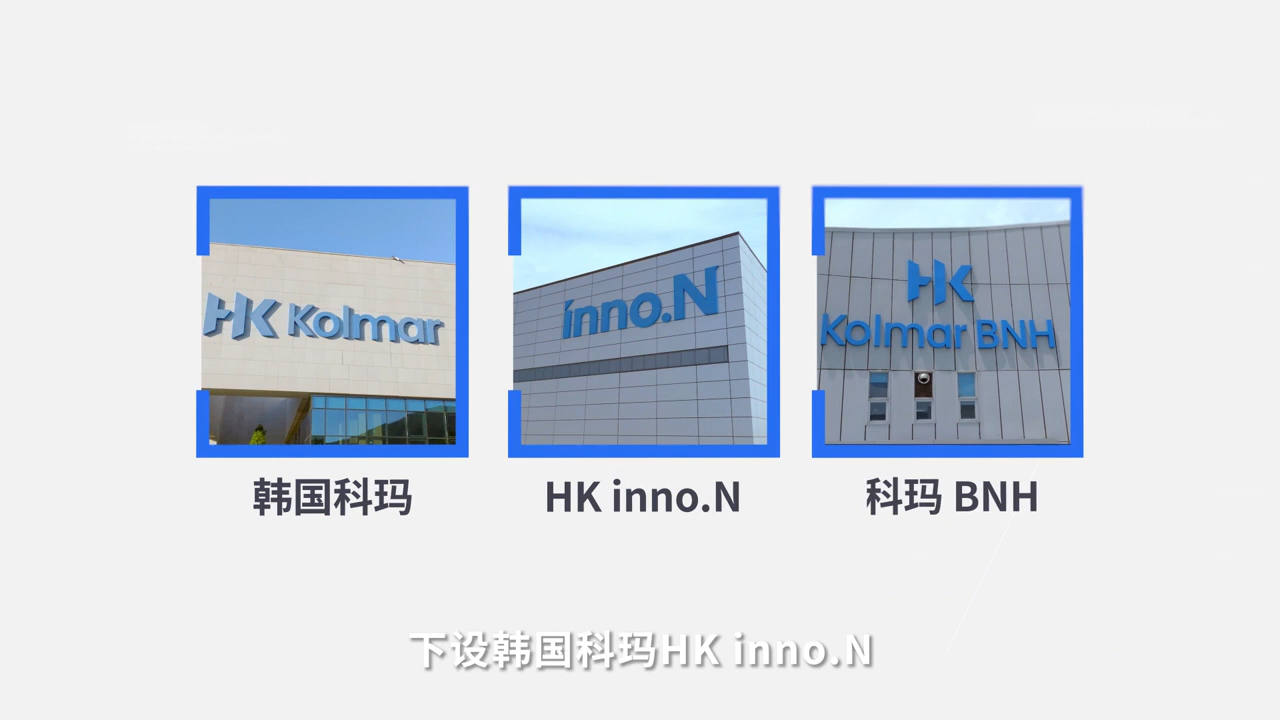 HK Kolmar
inno.N
HK
Kolmar BNH
韩国科玛
HK inno.N
科玛 BNH
下设韩国科玛HK inno.N